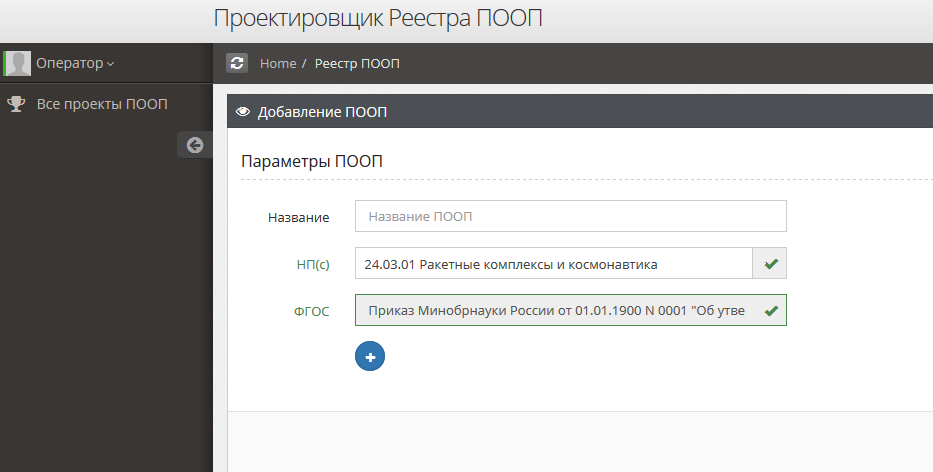 Проектировщик Реестра ПООП
Оператор
Home / Реестр ПООП
Все проекты ПООП
Добавление ПООП
Параметры ПООП
Название Название ПООП
НП(с) 24.03.01 Ракетные комплексы и космонавтика
ФГОС Приказ Минобрнауки России от 01.01.1900 N 0001 "Об утве